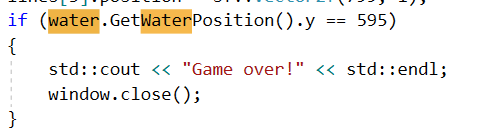 if (water.GetWaterPosition().y == 595)
{
std::cout << "Game over!" << std::endl;
window.close();
}